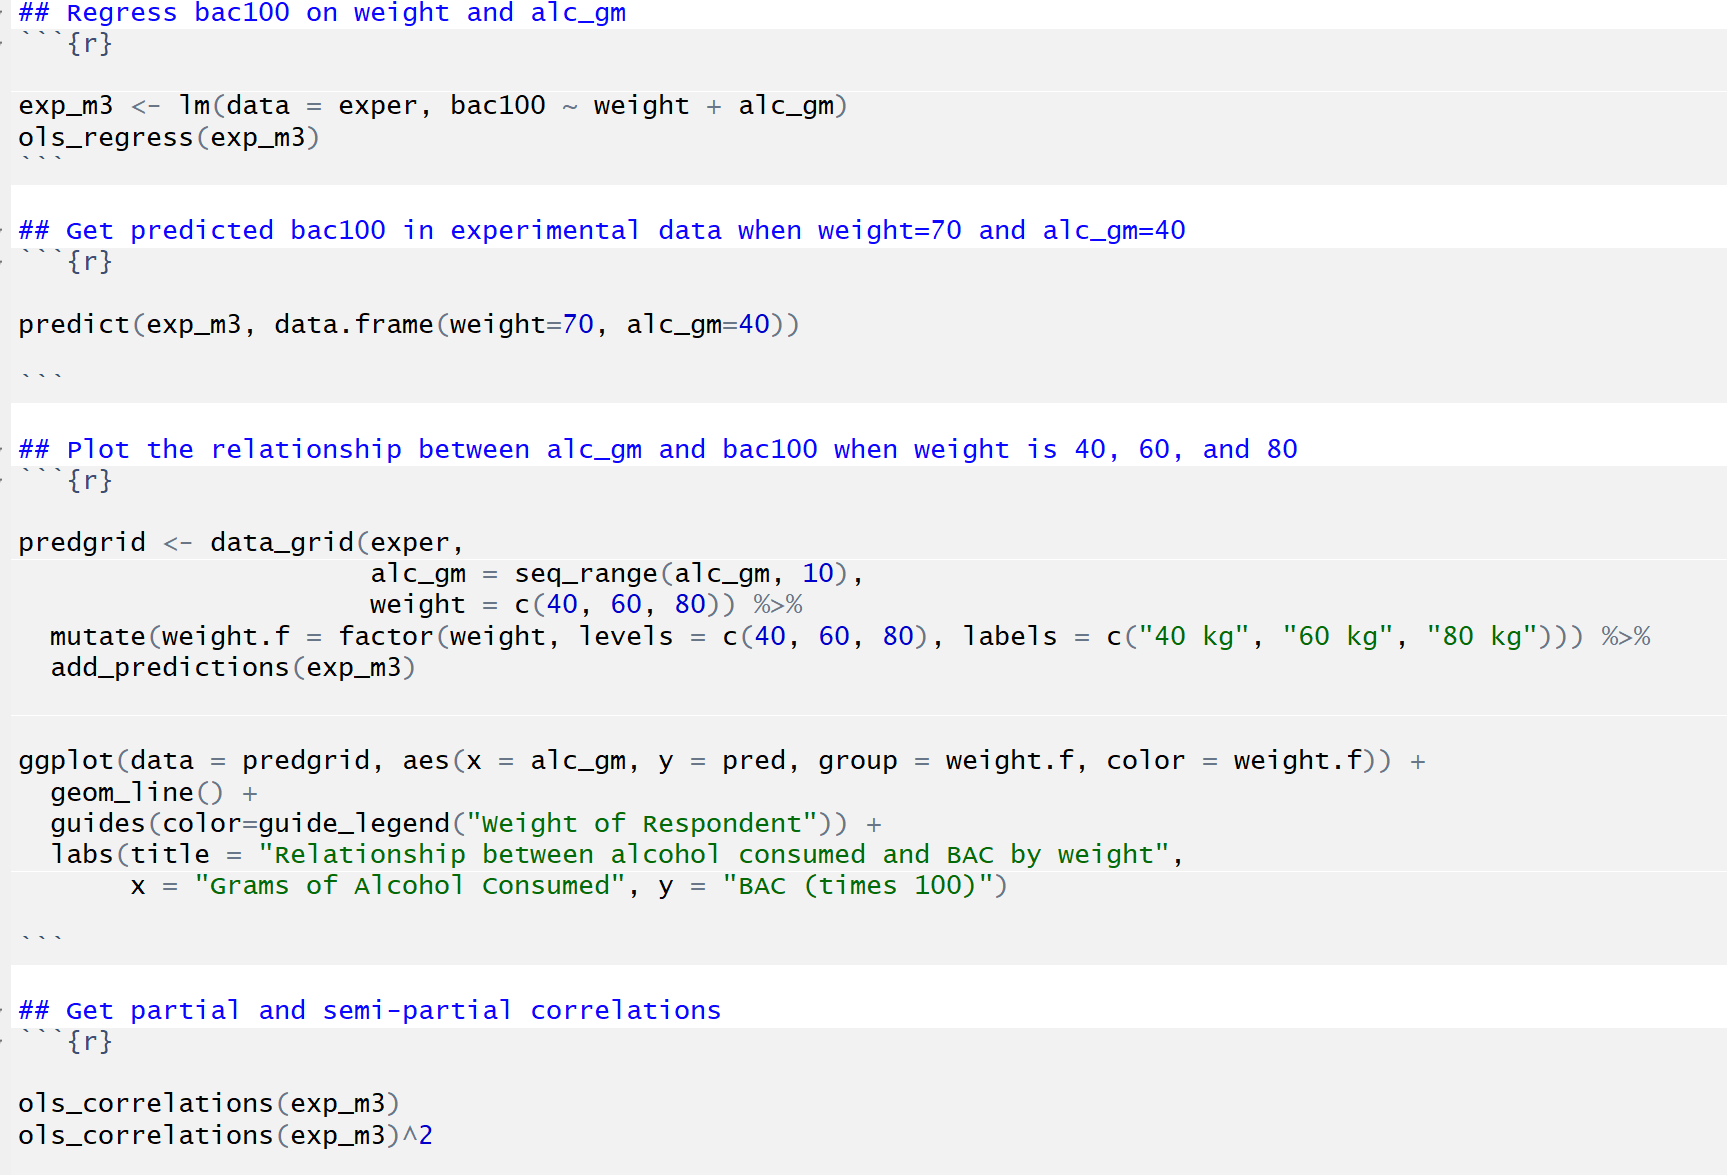 ## Regress bac100 on weight and alc_gm
```{r}
exp_m3 <- lm(data = exper, bac100 ~ weight + alc_gm)
ols_regress(exp_m3)
```
## Get predicted bac100 in experimental data when weight=70 and alc_gm=40
```{r}
predict(exp_m3, data.frame(weight=70, alc_gm=40))
```
## Plot the relationship between alc_gm and bac100 when weight is 40, 60, and 80
```{r}
predgrid <- data_grid(exper,
                      alc_gm = seq_range(alc_gm, 10),
                      weight = c(40, 60, 80)) %>%
  mutate(weight.f = factor(weight, levels = c(40, 60, 80), labels = c("40 kg", "60 kg", "80 kg"))) %>%
  add_predictions(exp_m3)
ggplot(data = predgrid, aes(x = alc_gm, y = pred, group = weight.f, color = weight.f)) +
  geom_line() +
  guides(color=guide_legend("Weight of Respondent")) +
  labs(title = "Relationship between alcohol consumed and BAC by weight",
       x = "Grams of Alcohol Consumed", y = "BAC (times 100)")
```
## Get partial and semi-partial correlations
```{r}
ols_correlations(exp_m3)
ols_correlations(exp_m3)^2